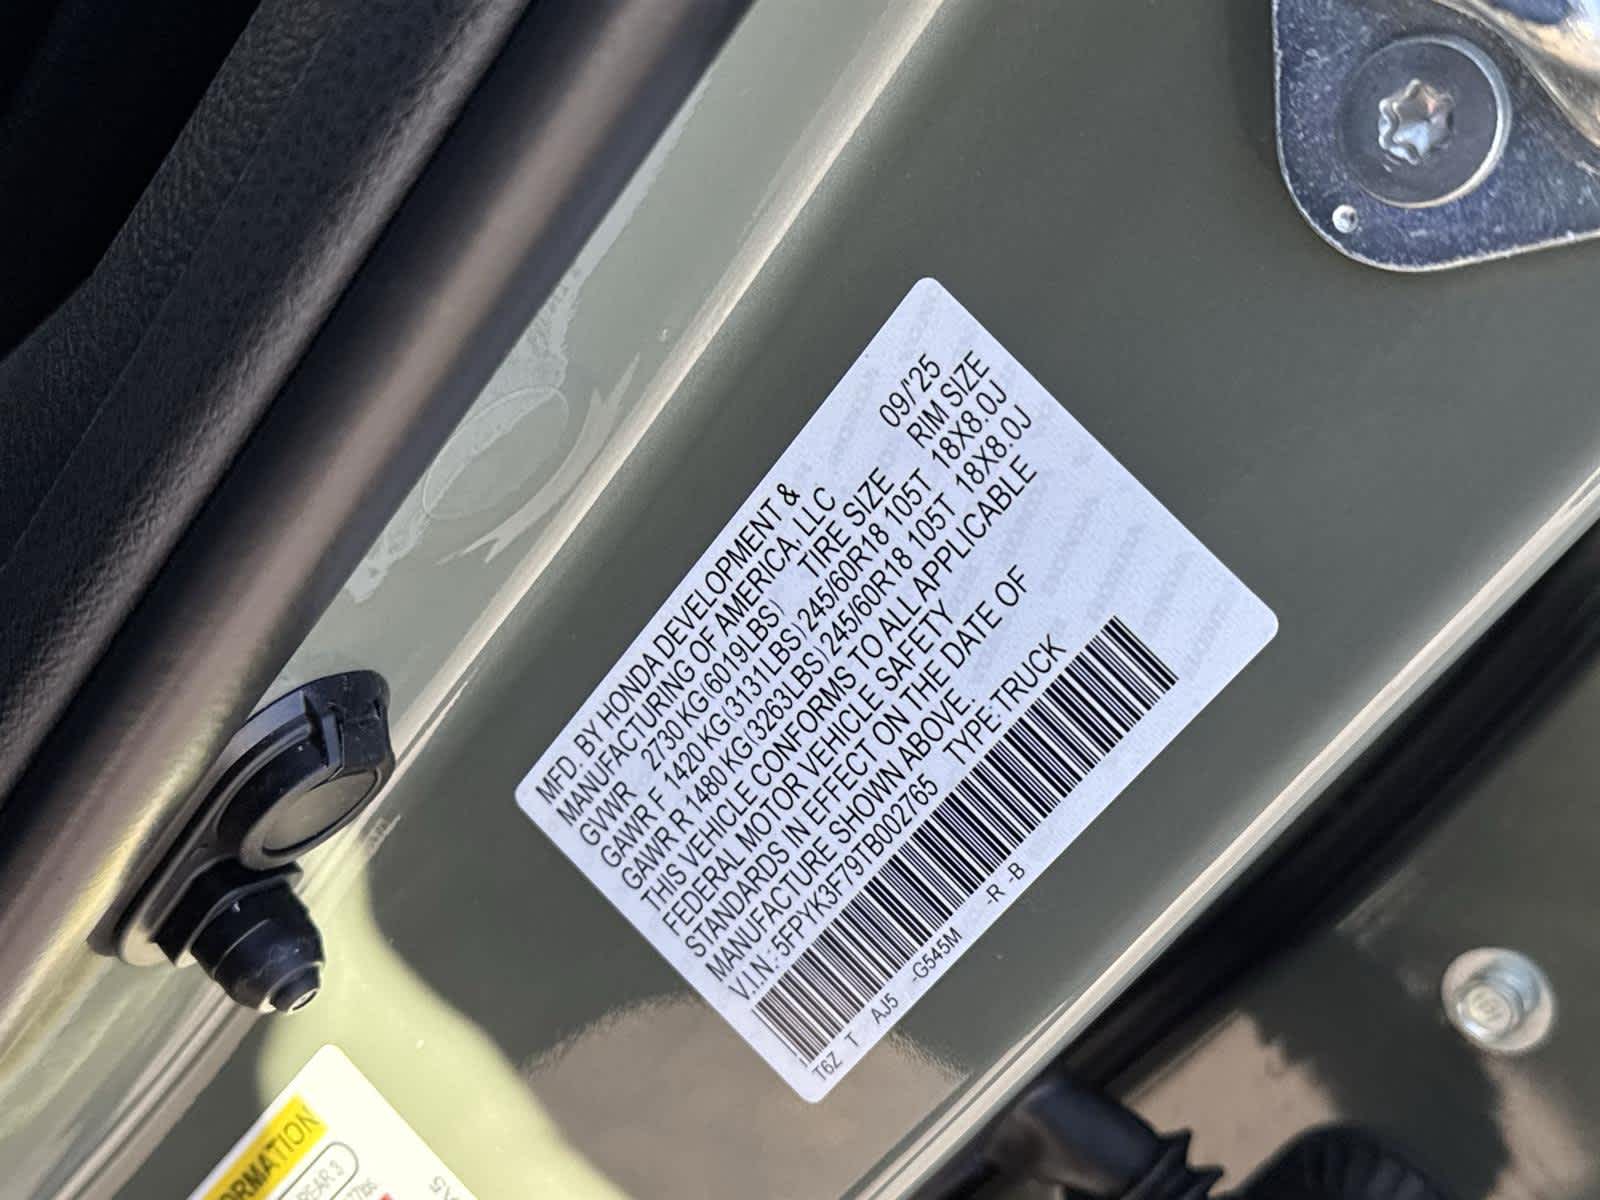 09/'25
MFD. BY HONDA DEVELOPMENT &
MANUFACTURING OF AMERICA, LLC
TIRE SIZE RIM SIZE
GVWR 2730 KG (6019LBS)
GAWR F 1420 KG (3131LBS) 245/60R18 105T 18X8.0J
GAWR R 1480 KG (3263LBS) 245/60R18 105T 18X8.0J
THIS VEHICLE CONFORMS TO ALL APPLICABLE
FEDERAL MOTOR VEHICLE SAFETY
STANDARDS IN EFFECT ON THE DATE OF
MANUFACTURE SHOWN ABOVE
V.I.N.: 5FPYK3F79TB002765 TYPE: TRUCK
T6Z T AJ5 -G545M -R -B
REAR 3